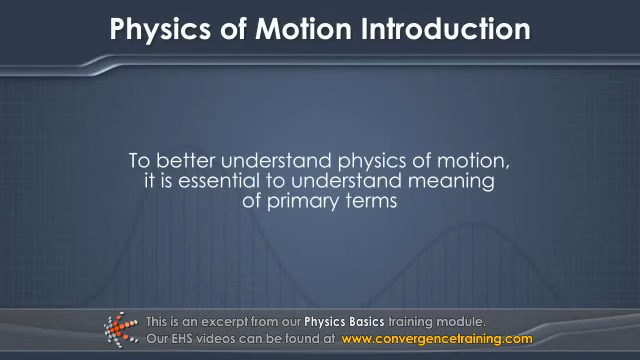 Physics of Motion Introduction
To better understand physics of motion,
it is essential to understand meaning
of primary terms
This is an excerpt from our Physics Basics training module.
Our EHS videos can be found at www.convergencetraining.com